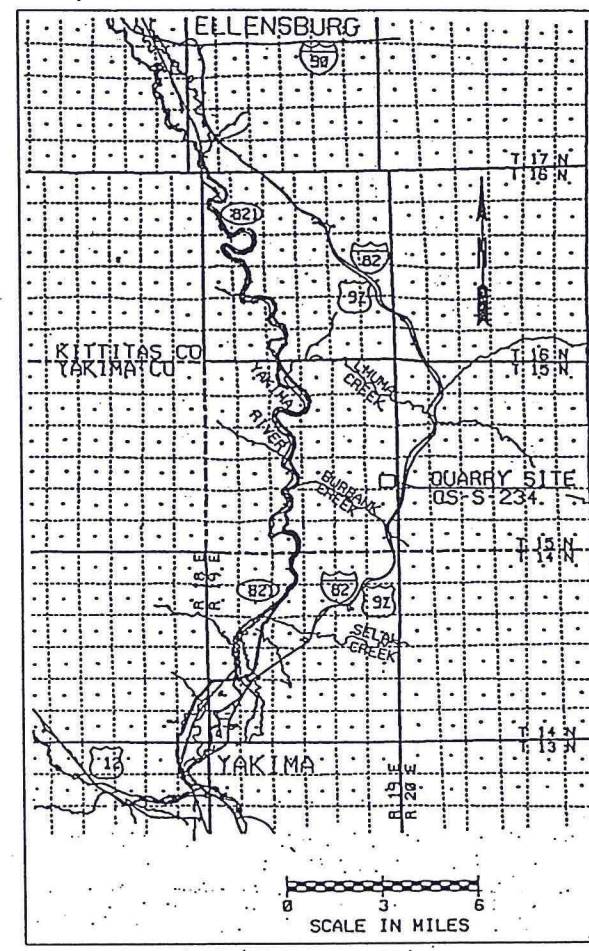 ELLENSBURG
90
T 17 N
T 16 N
821
82
97
N
KITTITAS CO
YAKIMA CO
T 16 N
T 15 N
LMUMA
CREEK
YAKIMA
RIVER
QUARRY SITE
QS-S-234
BURBANK
CREEK
T 15 N
T 14 N
R 18 E
R 19 E
821
82
97
SELAH
CREEK
T 14 N
T 13 N
12
YAKIMA
R 19 E
R 20 E
0 3 6
SCALE IN MILES